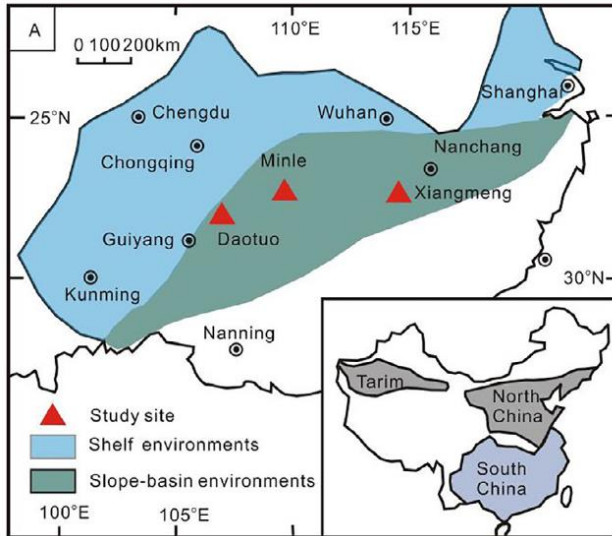 A
110°E
115°E
0 100 200km
Shanghai
25°N
Chengdu
Wuhan
Chongqing
Minle
Nanchang
Xiangmeng
Guiyang
Daotuo
Kunming
30°N
Nanning
Study site
Shelf environments
Slope-basin environments
100°E
105°E
Tarim
North
China
South
China